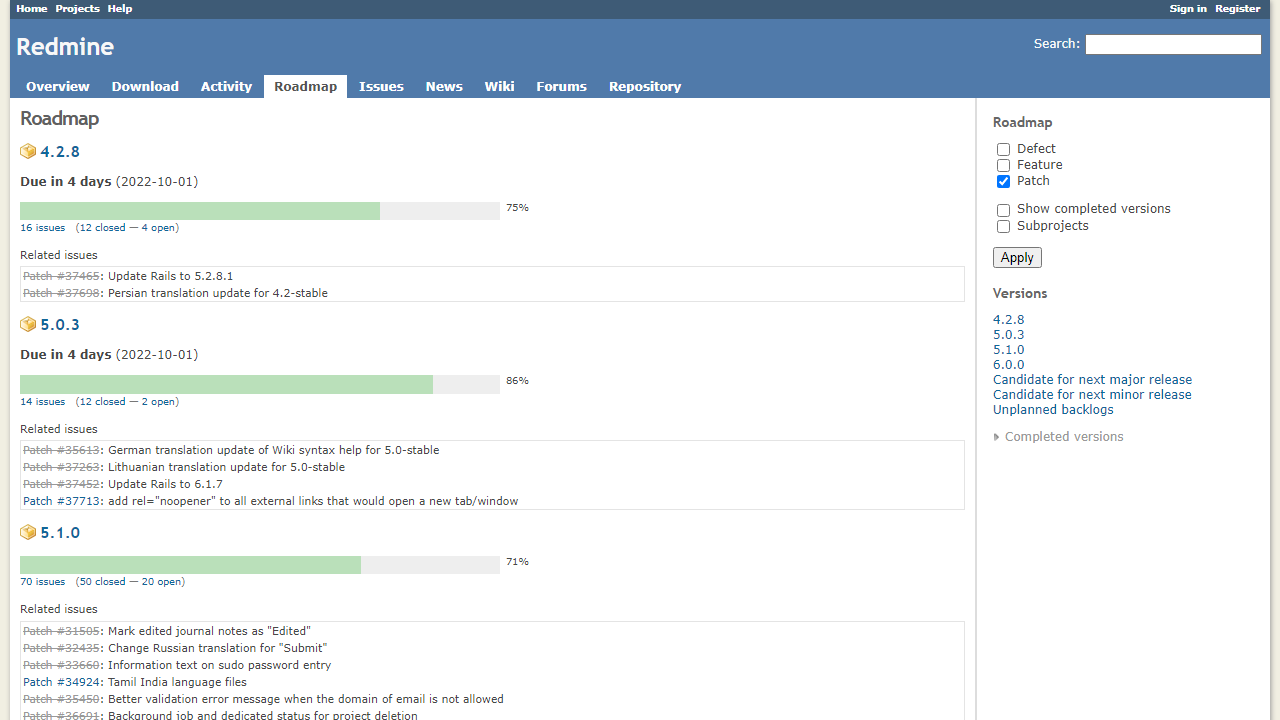 Home Projects Help Sign in Register
Redmine
Search:
Overview Download Activity Roadmap Issues News Wiki Forums Repository
Roadmap
4.2.8
Due in 4 days (2022-10-01)
75%
16 issues (12 closed — 4 open)
Related issues
Patch #37465: Update Rails to 5.2.8.1
Patch #37698: Persian translation update for 4.2-stable
5.0.3
Due in 4 days (2022-10-01)
86%
14 issues (12 closed — 2 open)
Related issues
Patch #35613: German translation update of Wiki syntax help for 5.0-stable
Patch #37263: Lithuanian translation update for 5.0-stable
Patch #37452: Update Rails to 6.1.7
Patch #37713: add rel="noopener" to all external links that would open a new tab/window
5.1.0
71%
70 issues (50 closed — 20 open)
Related issues
Patch #31505: Mark edited journal notes as "Edited"
Patch #32435: Change Russian translation for "Submit"
Patch #33660: Information text on sudo password entry
Patch #34924: Tamil India language files
Patch #35450: Better validation error message when the domain of email is not allowed
Patch #36691: Background job and dedicated status for project deletion
Roadmap
Defect
Feature
Patch
Show completed versions
Subprojects
Apply
Versions
4.2.8
5.0.3
5.1.0
6.0.0
Candidate for next major release
Candidate for next minor release
Unplanned backlogs
Completed versions